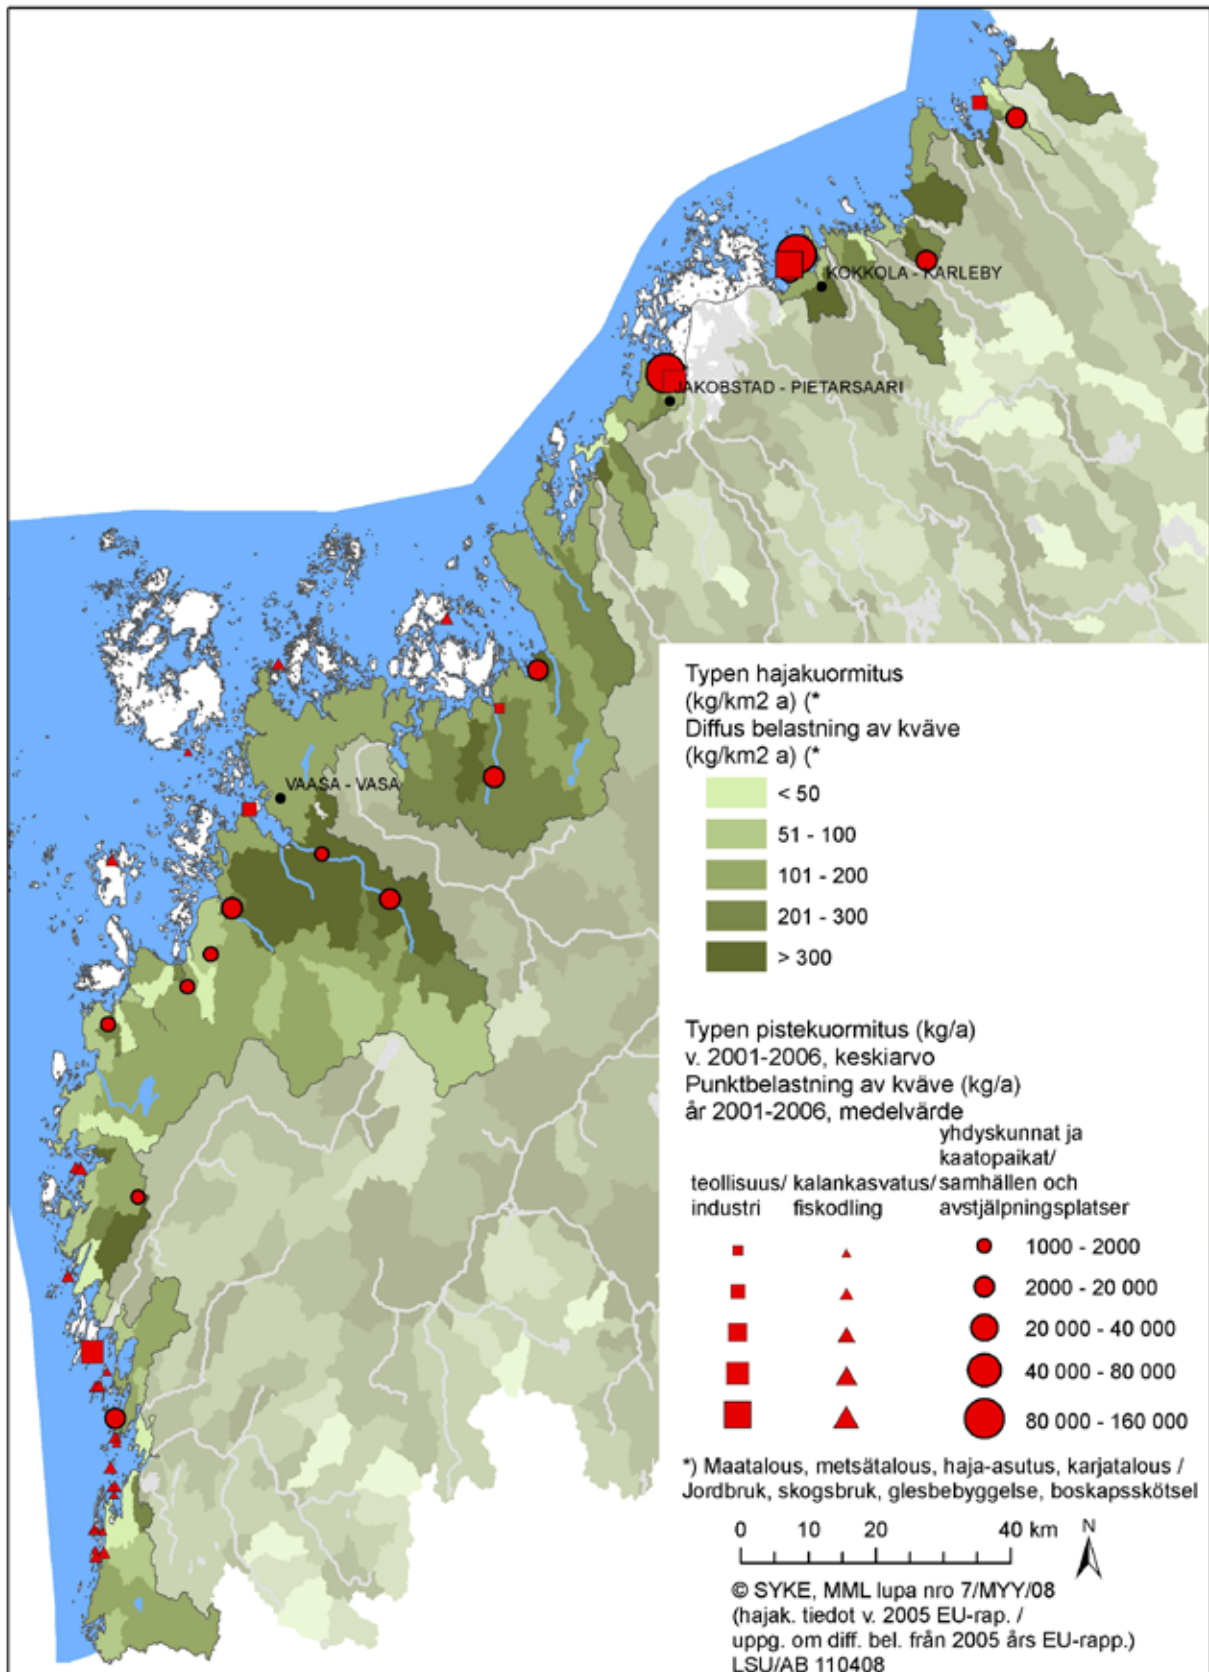 KOKKOLA - KARLEBY
JAKOBSTAD - PIETARSAARI
VAASA - VASA
Typen hajakuormitus
(kg/km2 a) (*
Diffus belastning av kväve
(kg/km2 a) (*
< 50
51 - 100
101 - 200
201 - 300
> 300
Typen pistekuormitus (kg/a)
v. 2001-2006, keskiarvo
Punktbelastning av kväve (kg/a)
år 2001-2006, medelvärde
teollisuus/
industri
kalankasvatus/
fiskodling
yhdyskunnat ja
kaatopaikat/
samhällen och
avstjälpningsplatser
1000 - 2000
2000 - 20 000
20 000 - 40 000
40 000 - 80 000
80 000 - 160 000
*) Maatalous, metsätalous, haja-asutus, karjatalous /
Jordbruk, skogsbruk, glesbebyggelse, boskapsskötsel
0 10 20 40 km
N
© SYKE, MML lupa nro 7/MYY/08
(hajak. tiedot v. 2005 EU-rap. /
uppg. om diff. bel. från 2005 års EU-rapp.)
LSU/AB 110408